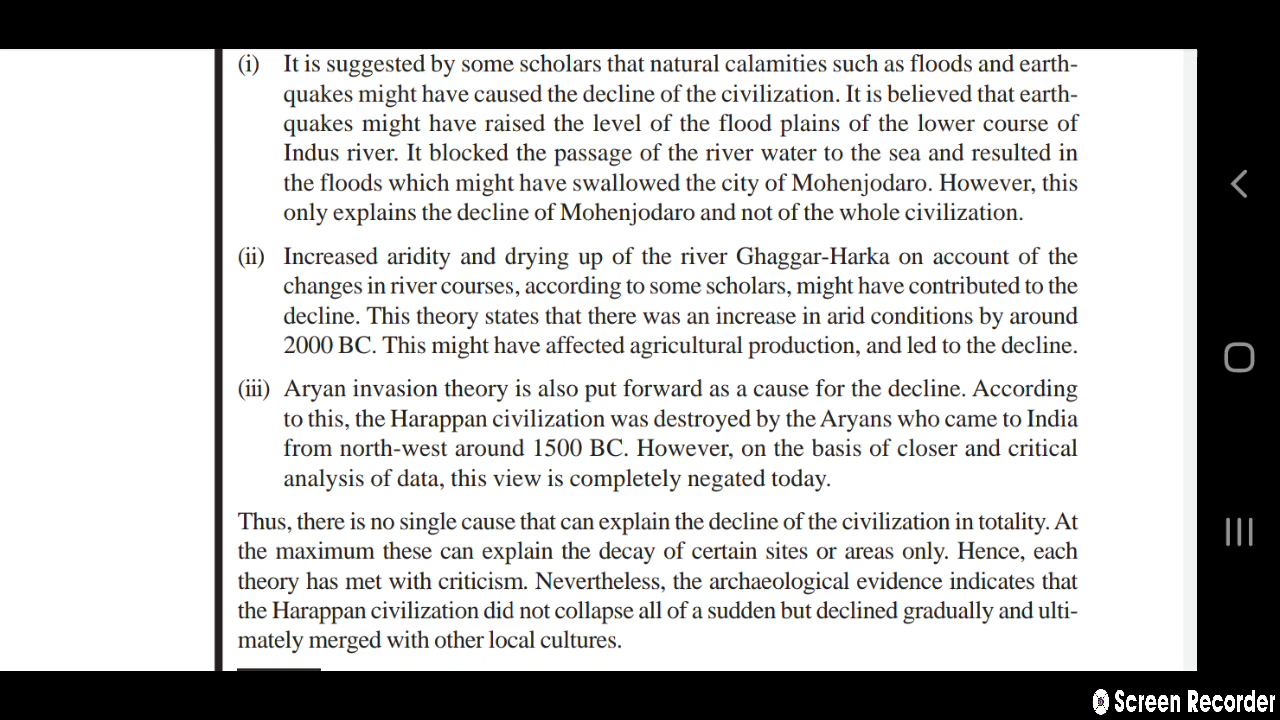 (i) It is suggested by some scholars that natural calamities such as floods and earth-
quakes might have caused the decline of the civilization. It is believed that earth-
quakes might have raised the level of the flood plains of the lower course of
Indus river. It blocked the passage of the river water to the sea and resulted in
the floods which might have swallowed the city of Mohenjodaro. However, this
only explains the decline of Mohenjodaro and not of the whole civilization.
(ii) Increased aridity and drying up of the river Ghaggar-Harka on account of the
changes in river courses, according to some scholars, might have contributed to the
decline. This theory states that there was an increase in arid conditions by around
2000 BC. This might have affected agricultural production, and led to the decline.
(iii) Aryan invasion theory is also put forward as a cause for the decline. According
to this, the Harappan civilization was destroyed by the Aryans who came to India
from north-west around 1500 BC. However, on the basis of closer and critical
analysis of data, this view is completely negated today.
Thus, there is no single cause that can explain the decline of the civilization in totality. At
the maximum these can explain the decay of certain sites or areas only. Hence, each
theory has met with criticism. Nevertheless, the archaeological evidence indicates that
the Harappan civilization did not collapse all of a sudden but declined gradually and ulti-
mately merged with other local cultures.
Screen Recorder